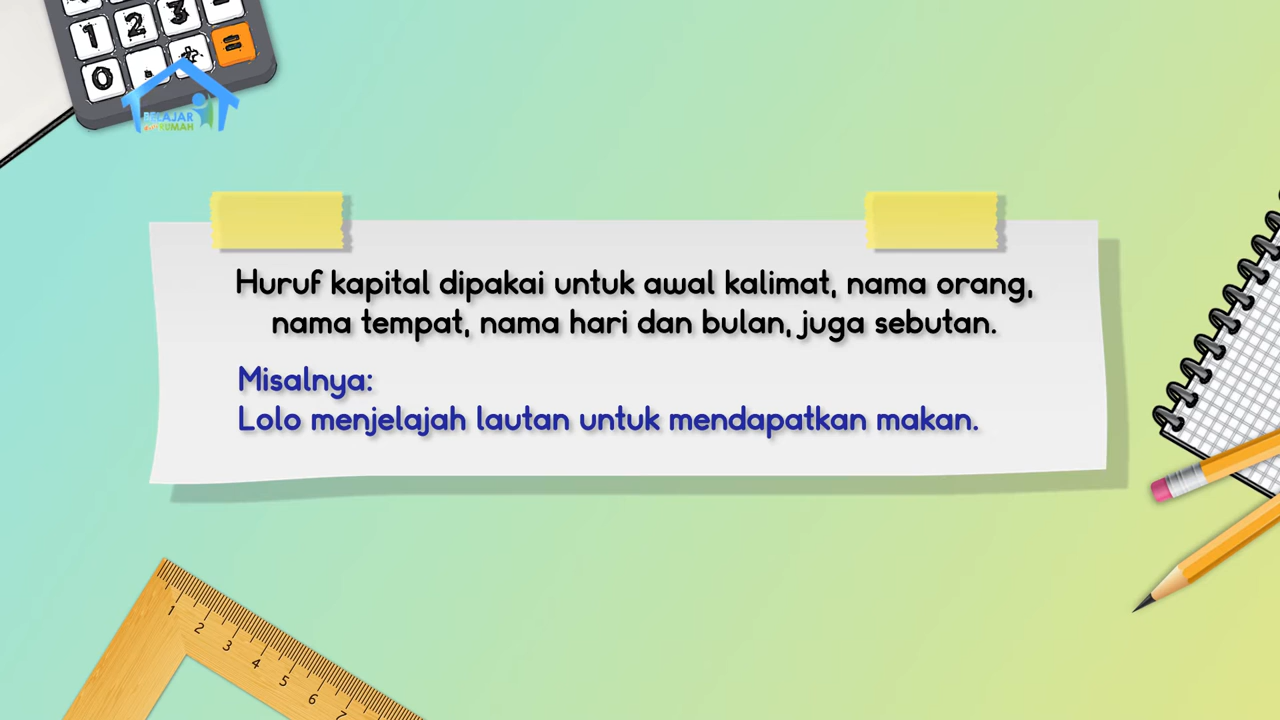 1 2 3
0 . ÷ =
BELAJAR
RUMAH
Huruf kapital dipakai untuk awal kalimat, nama orang,
nama tempat, nama hari dan bulan, juga sebutan.
Misalnya:
Lolo menjelajah lautan untuk mendapatkan makan.
1 2 3 4 5 6 7